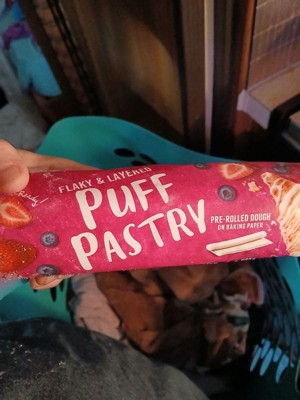 FLAKY & LAYERED
PUFF
PASTRY
PRE-ROLLED DOUGH
ON BAKING PAPER